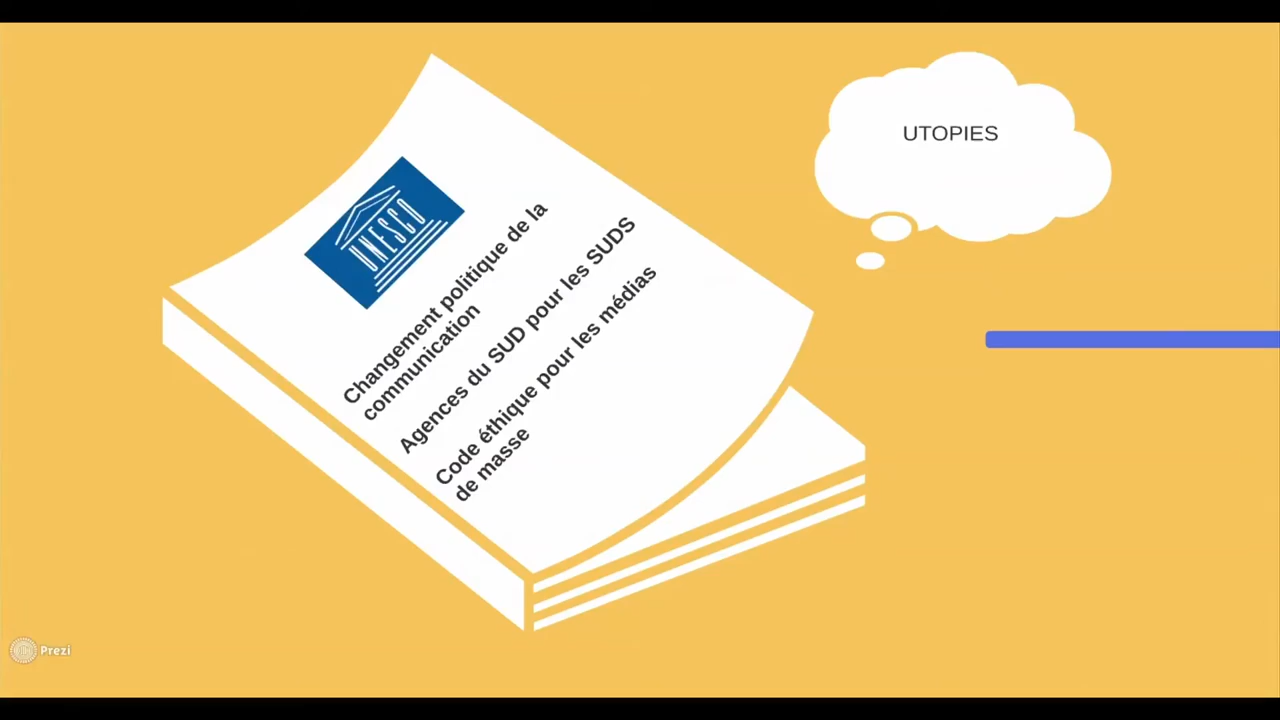 UTOPIES
UNESCO
Changement politique de la
communication
Agences du SUD pour les SUDS
Code éthique pour les médias
de masse
Prezi